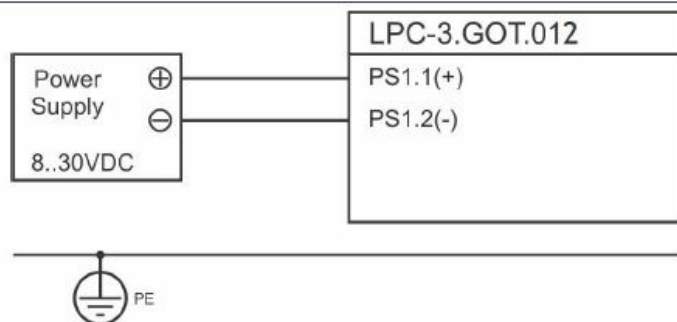 LPC-3.GOT.012
Power
Supply
8..30VDC
PS1.1(+)
PS1.2(-)
PE